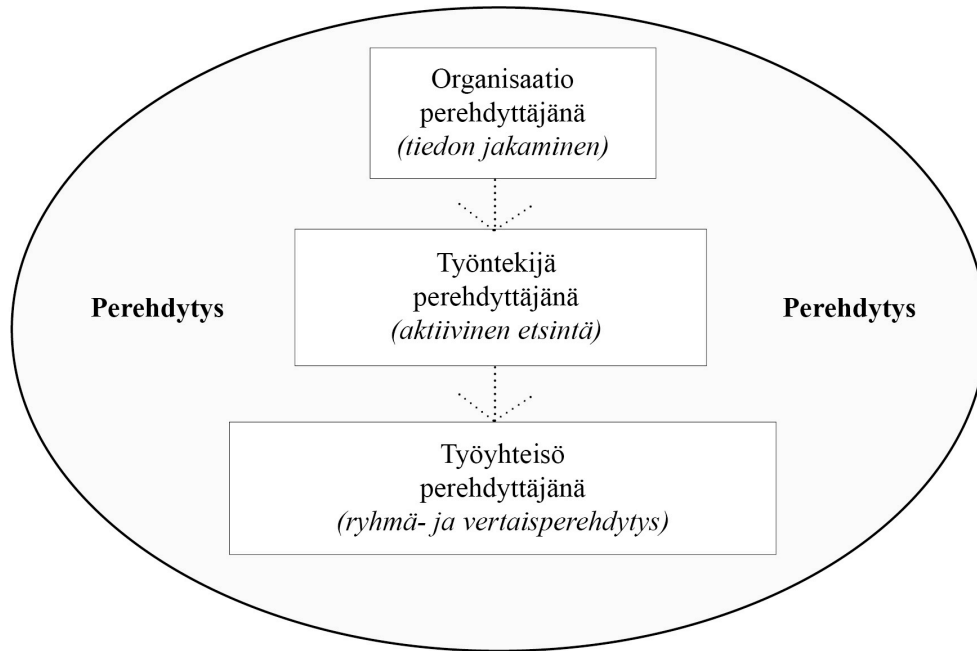 Organisaatio
perehdyttäjänä
(tiedon jakaminen)
Työntekijä
perehdyttäjänä
(aktiivinen etsintä)
Perehdytys
Perehdytys
Työyhteisö
perehdyttäjänä
(ryhmä- ja vertaisperehdytys)